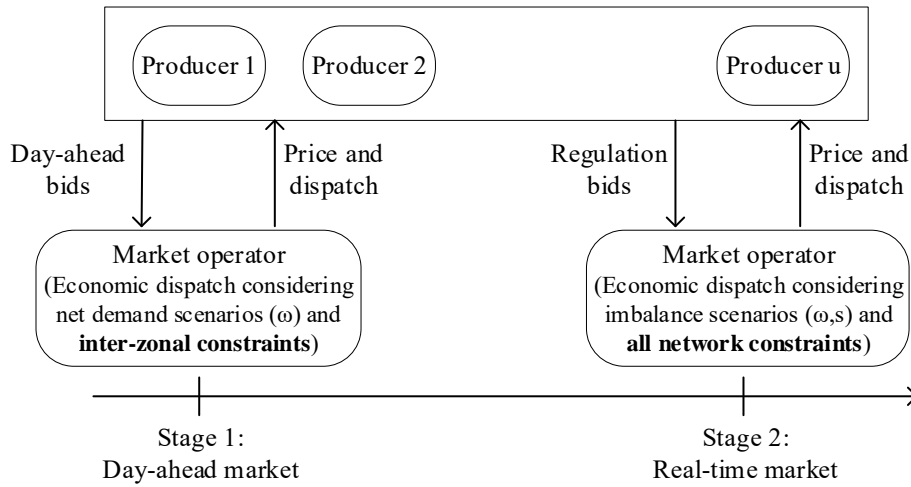 Producer 1
Producer 2
Producer u
Day-ahead
bids
Price and
dispatch
Regulation
bids
Price and
dispatch
Market operator
(Economic dispatch considering
net demand scenarios (ω) and
inter-zonal constraints)
Market operator
(Economic dispatch considering
imbalance scenarios (ω,s) and
all network constraints)
Stage 1:
Day-ahead market
Stage 2:
Real-time market